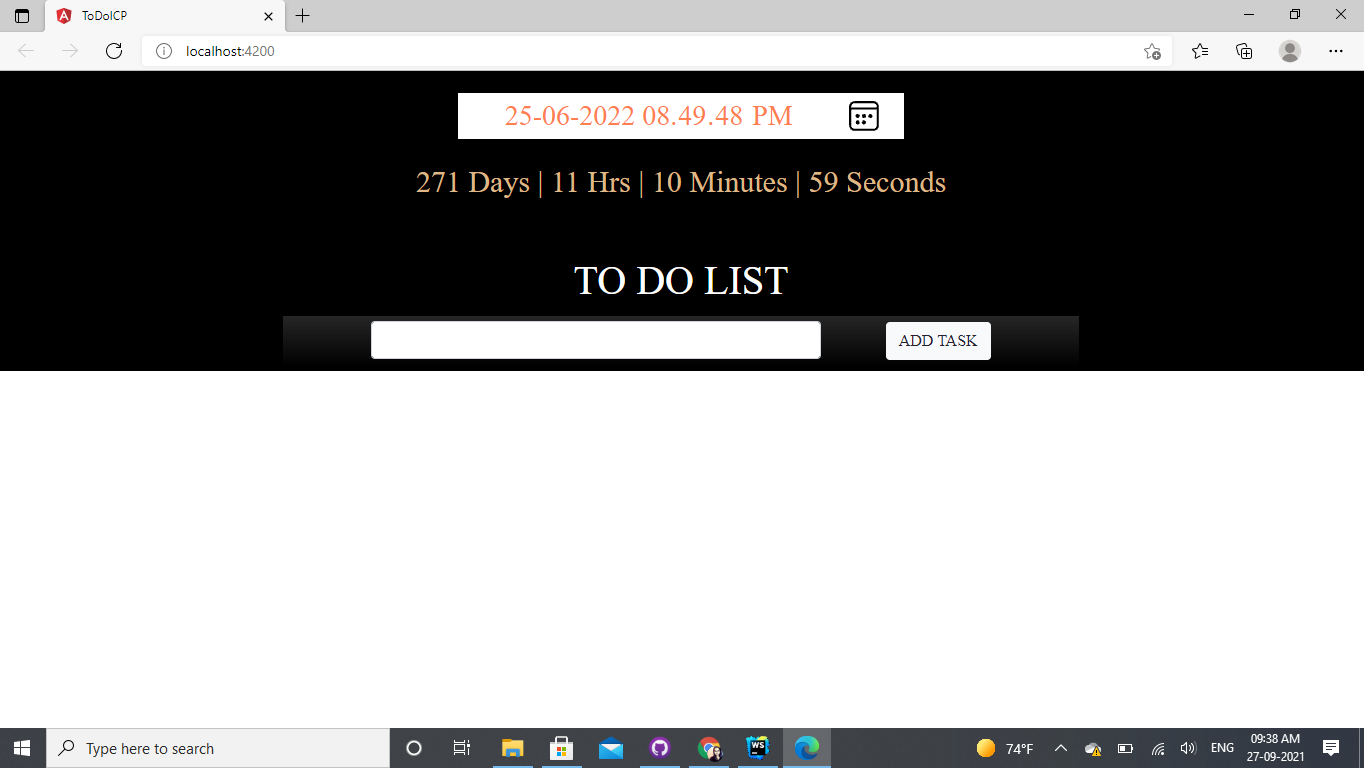 ToDoICP
localhost:4200
25-06-2022 08.49.48 PM
271 Days | 11 Hrs | 10 Minutes | 59 Seconds
TO DO LIST
ADD TASK
Type here to search
WS
74°F
ENG
09:38 AM
27-09-2021